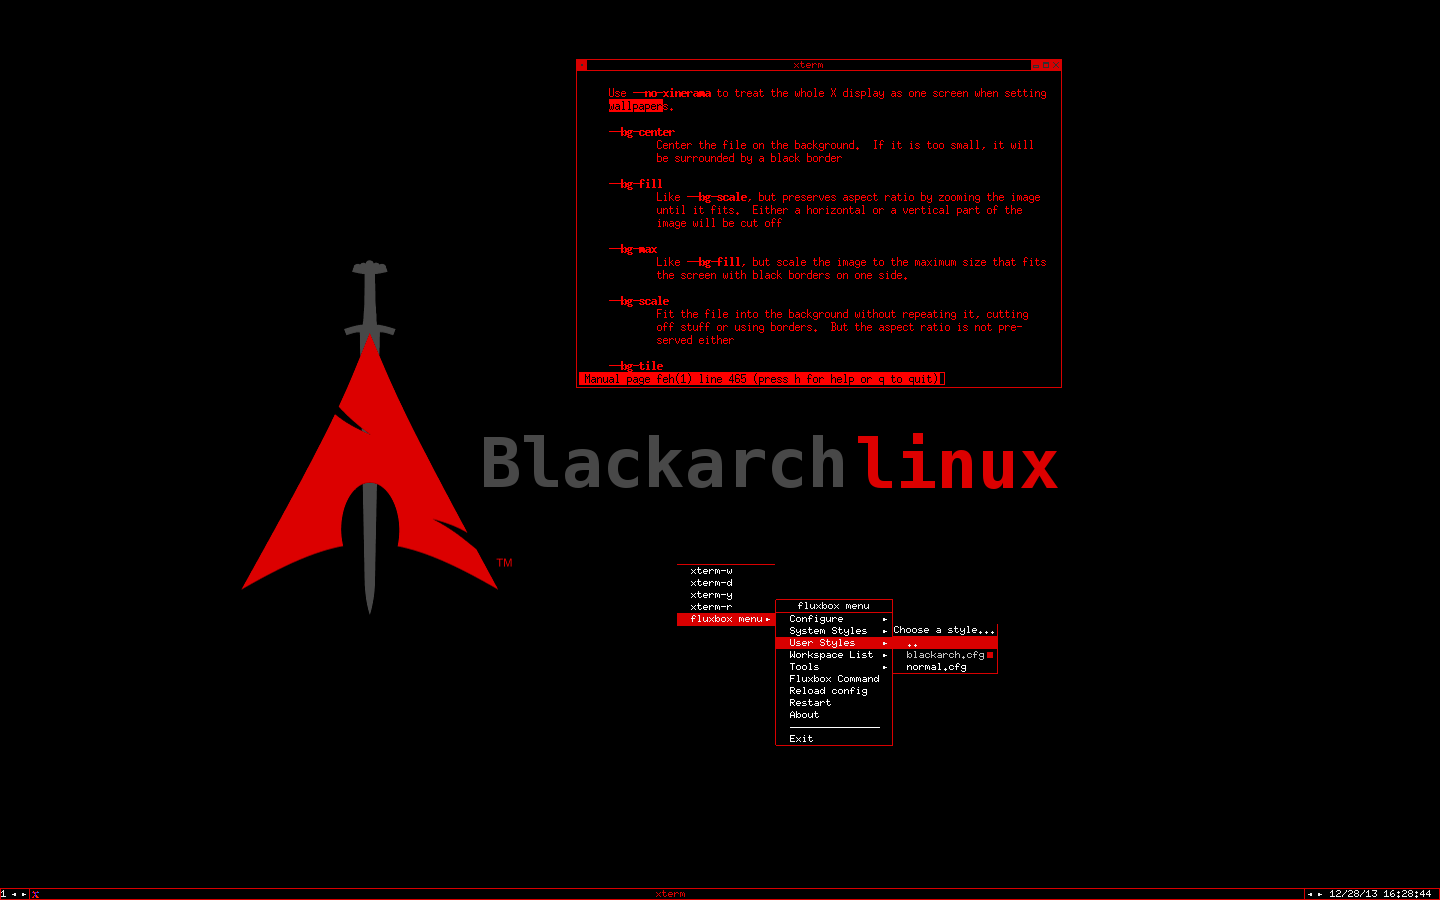 xterm
Use --no-xinerama to treat the whole X display as one screen when setting
wallpapers.
--bg-center
Center the file on the background.  If it is too small, it will
be surrounded by a black border
--bg-fill
Like --bg-scale, but preserves aspect ratio by zooming the image
until it fits.  Either a horizontal or a vertical part of the
image will be cut off
--bg-max
Like --bg-fill, but scale the image to the maximum size that fits
the screen with black borders on one side.
--bg-scale
Fit the file into the background without repeating it, cutting
off stuff or using borders.  But the aspect ratio is not pre-
served either
--bg-tile
Manual page feh(1) line 465 (press h for help or q to quit)
Blackarch linux
TM
xterm-w
xterm-d
xterm-y
xterm-r
fluxbox menu
fluxbox menu
Configure
System Styles
User Styles
Workspace List
Tools
Fluxbox Command
Reload config
Restart
About
Exit
Choose a style...
..
blackarch.cfg
normal.cfg
1 xterm 12/28/13 16:28:44